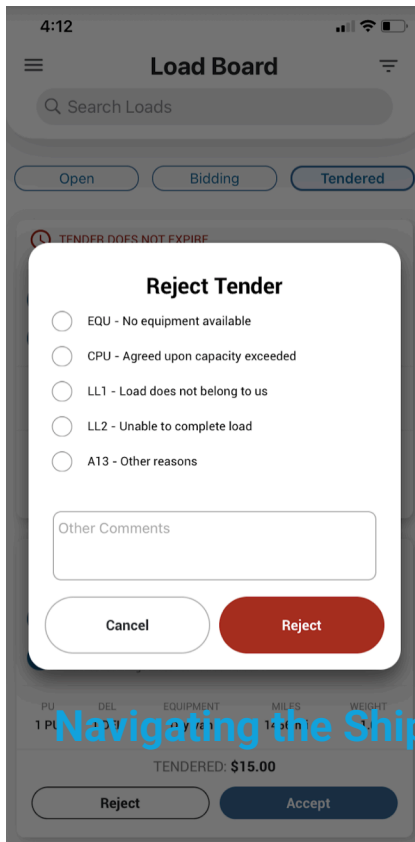 4:12
Load Board
Search Loads
Open Bidding Tendered
TENDER DOES NOT EXPIRE
Reject Tender
EQU - No equipment available
CPU - Agreed upon capacity exceeded
LL1 - Load does not belong to us
LL2 - Unable to complete load
A13 - Other reasons
Other Comments
Cancel Reject
PU DEL EQUIPMENT MILES WEIGHT
Navigating the Ship
TENDERED: $15.00
Reject Accept